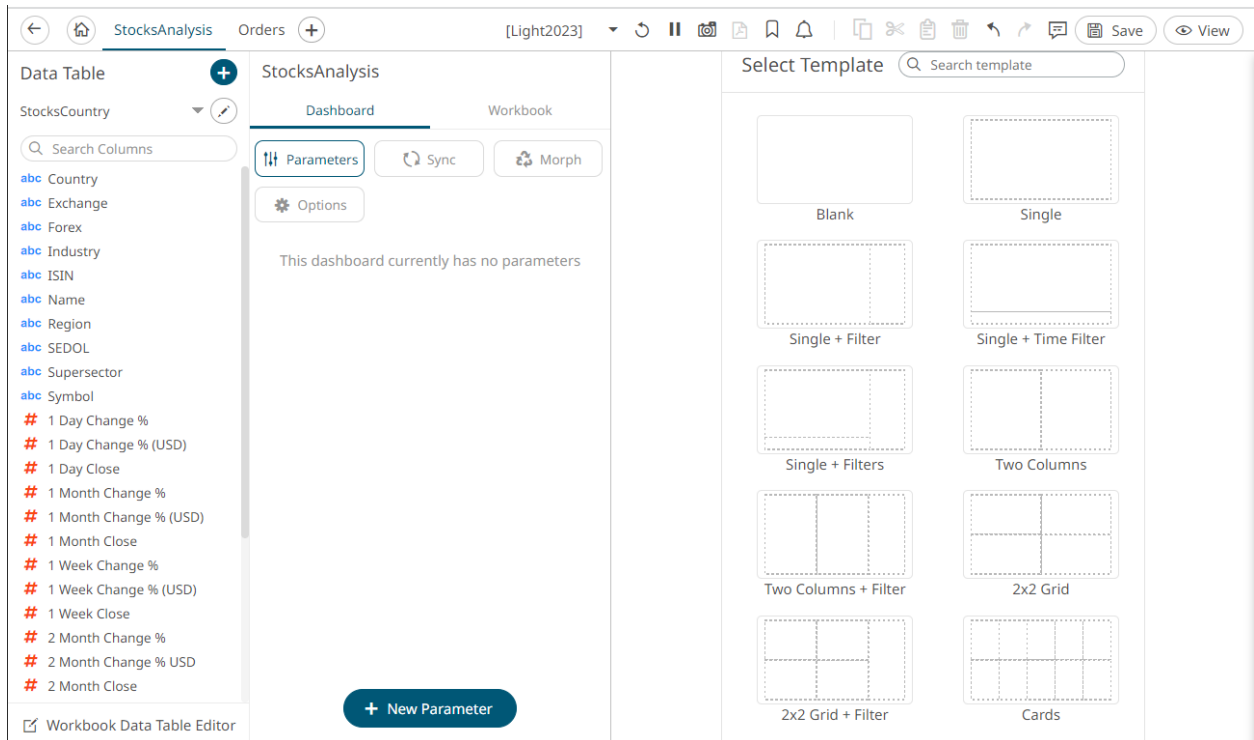 StocksAnalysis Orders [Light2023] Save View
Data Table
StocksCountry
Search Columns
abc Country
abc Exchange
abc Forex
abc Industry
abc ISIN
abc Name
abc Region
abc SEDOL
abc Supersector
abc Symbol
# 1 Day Change %
# 1 Day Change % (USD)
# 1 Day Close
# 1 Month Change %
# 1 Month Change % (USD)
# 1 Month Close
# 1 Week Change %
# 1 Week Change % (USD)
# 1 Week Close
# 2 Month Change %
# 2 Month Change % USD
# 2 Month Close
Workbook Data Table Editor
StocksAnalysis
Dashboard Workbook
Parameters Sync Morph
Options
This dashboard currently has no parameters
+ New Parameter
Select Template Search template
Blank Single
Single + Filter Single + Time Filter
Single + Filters Two Columns
Two Columns + Filter 2x2 Grid
2x2 Grid + Filter Cards